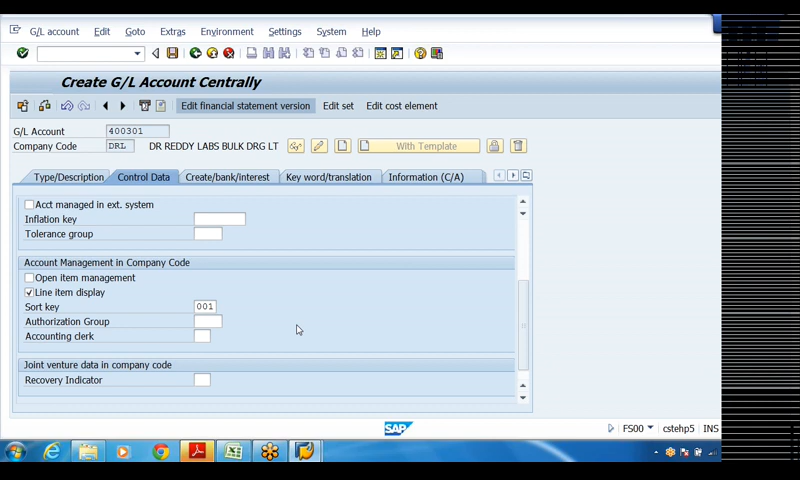 G/L account Edit Goto Extras Environment Settings System Help
Create G/L Account Centrally
Edit financial statement version Edit set Edit cost element
G/L Account 400301
Company Code DRL DR REDDY LABS BULK DRG LT With Template
Type/Description Control Data Create/bank/interest Key word/translation Information (C/A)
Acct managed in ext. system
Inflation key
Tolerance group
Account Management in Company Code
Open item management
Line item display
Sort key 001
Authorization Group
Accounting clerk
Joint venture data in company code
Recovery Indicator
SAP FS00 cstehp5 INS